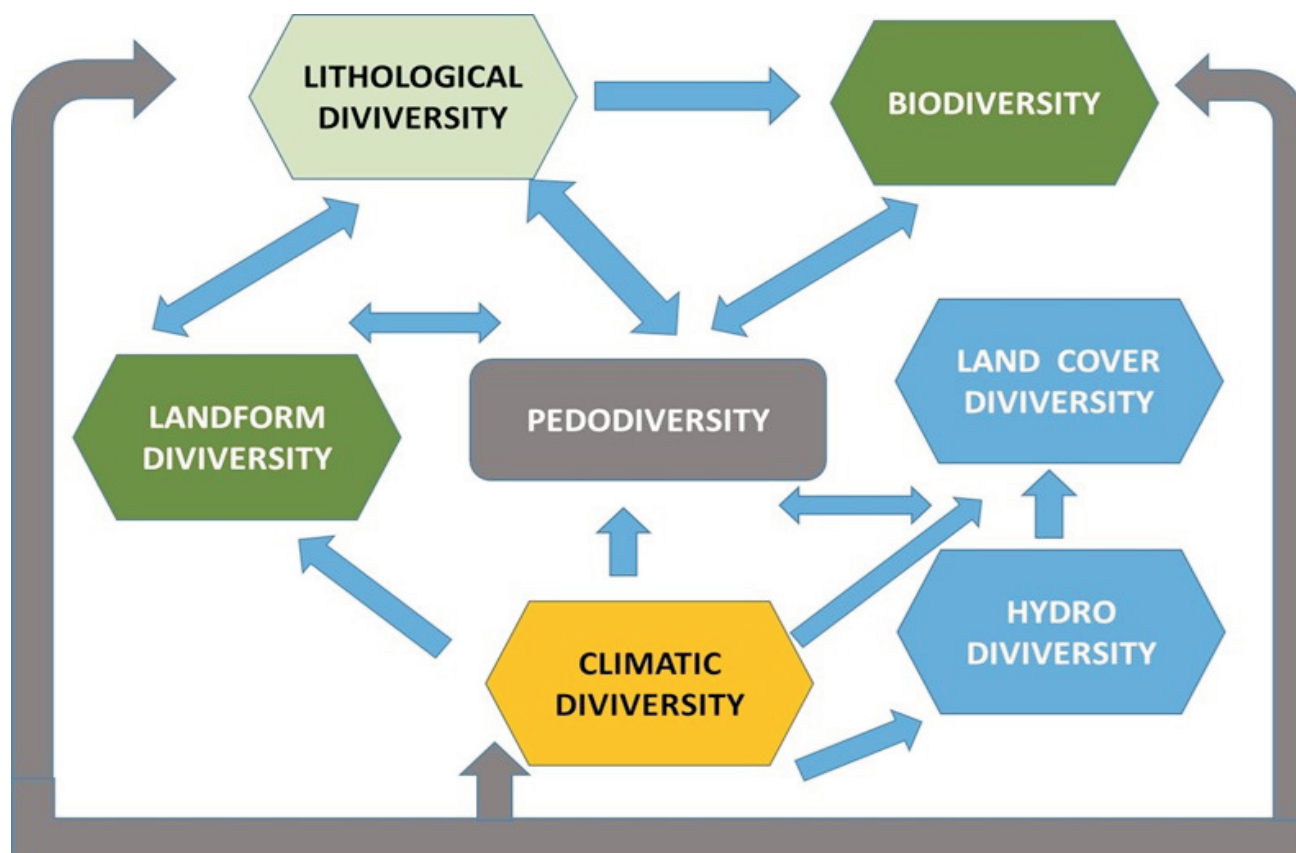 LITHOLOGICAL
DIVIVERSITY
BIODIVERSITY
LANDFORM
DIVIVERSITY
PEDODIVERSITY
LAND COVER
DIVIVERSITY
CLIMATIC
DIVIVERSITY
HYDRO
DIVIVERSITY